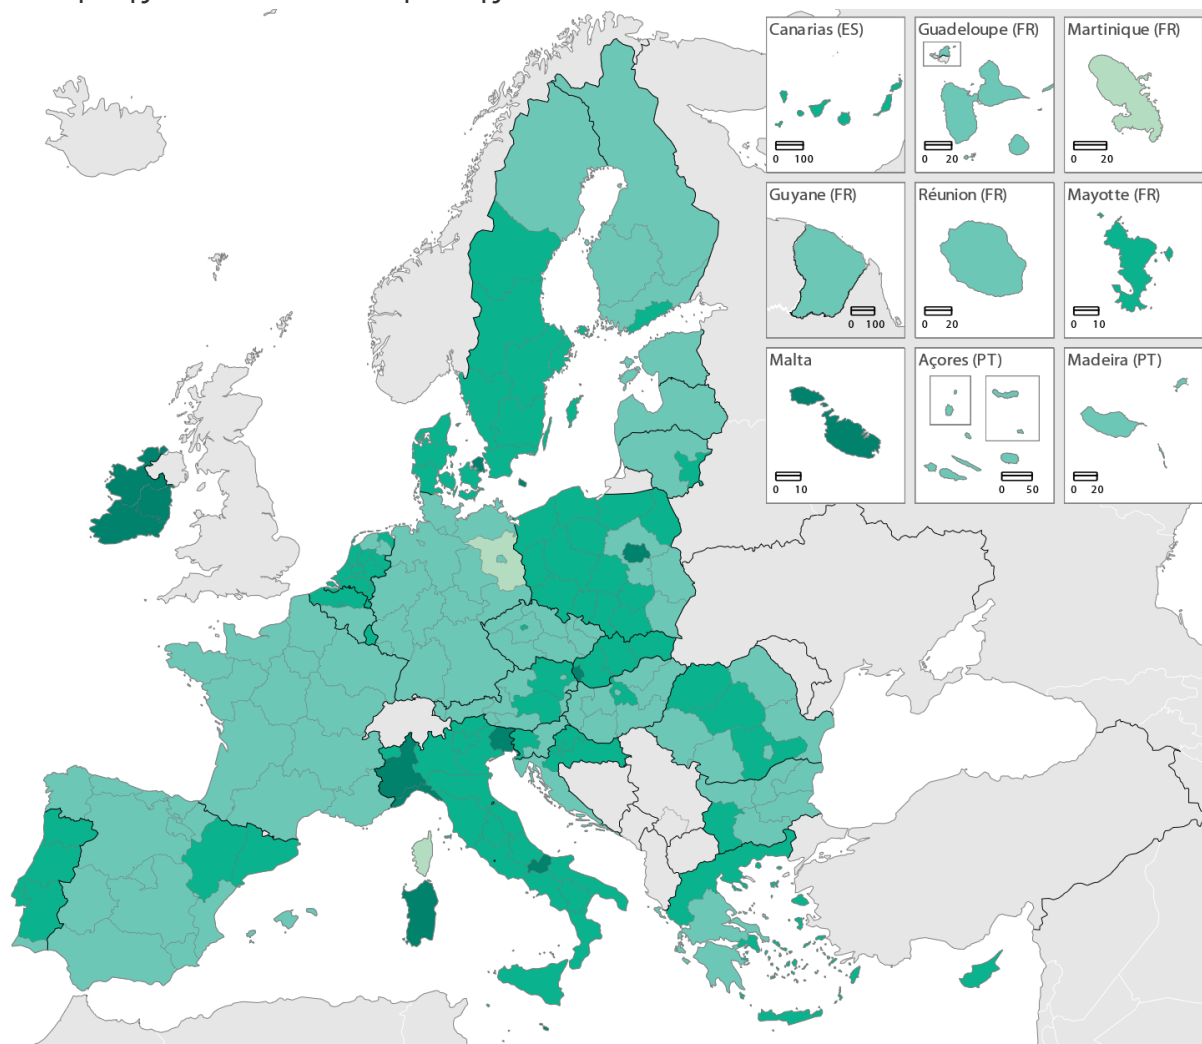 Canarias (ES)
0 100
Guadeloupe (FR)
0 20
Martinique (FR)
0 20
Guyane (FR)
0 100
Réunion (FR)
0 20
Mayotte (FR)
0 10
Malta
0 10
Açores (PT)
0 50
Madeira (PT)
0 20